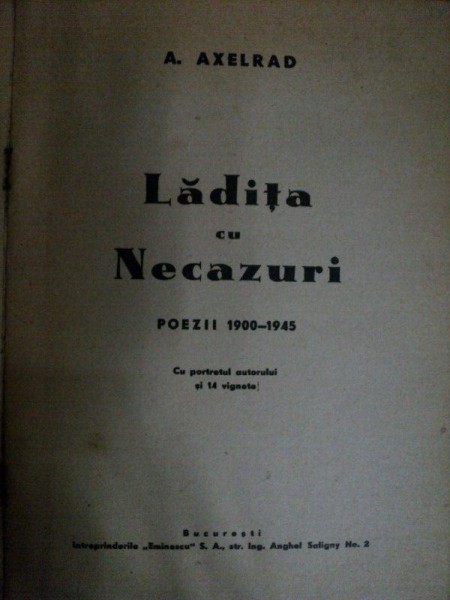 A. AXELRAD
Lădița
cu
Necazuri
POEZII 1900-1945
Cu portretul autorului
și 14 vignete
București
Intreprinderile „Eminescu” S. A., str. Ing. Anghel Saligny No. 2